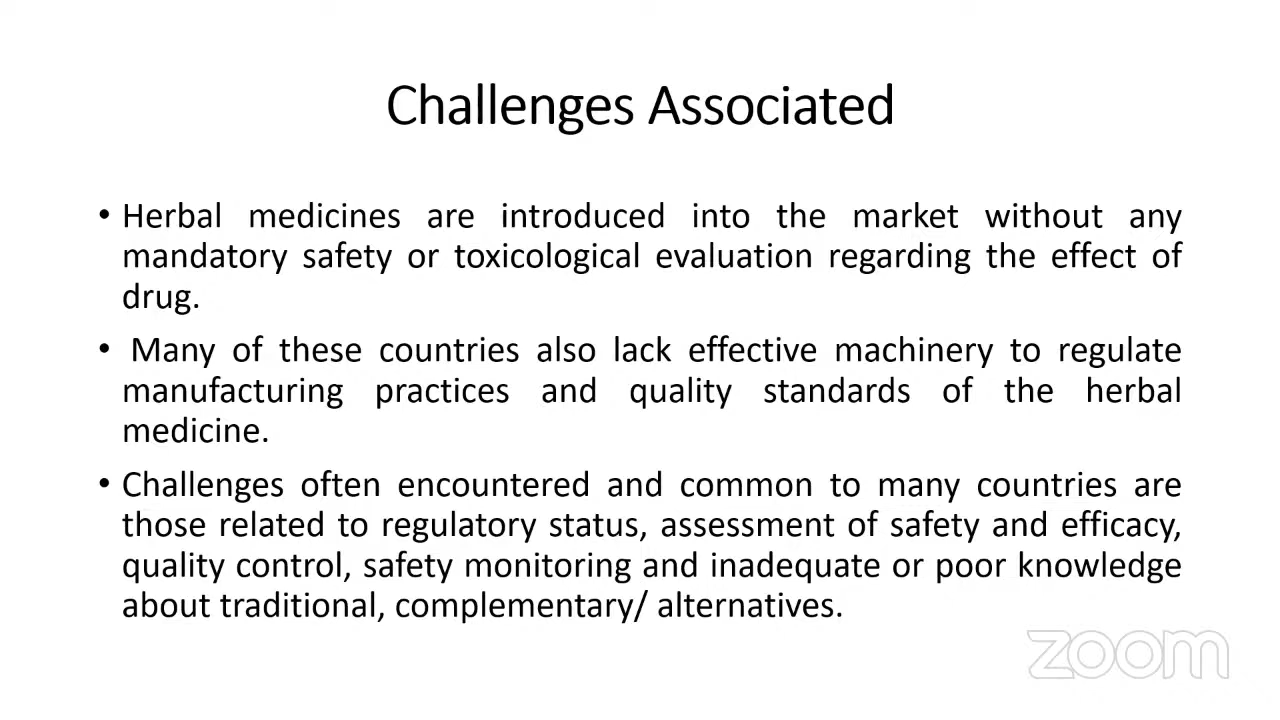 Challenges Associated
• Herbal medicines are introduced into the market without any
mandatory safety or toxicological evaluation regarding the effect of
drug.
• Many of these countries also lack effective machinery to regulate
manufacturing practices and quality standards of the herbal
medicine.
• Challenges often encountered and common to many countries are
those related to regulatory status, assessment of safety and efficacy,
quality control, safety monitoring and inadequate or poor knowledge
about traditional, complementary/ alternatives.
zoom